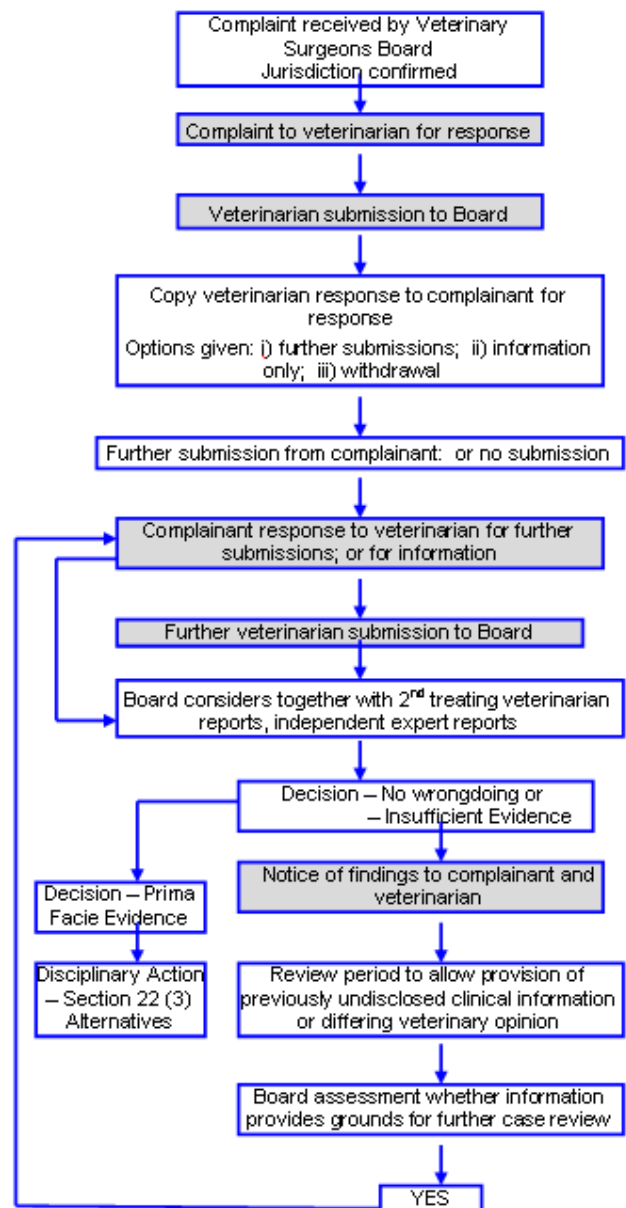 Complaint received by Veterinary
Surgeons Board
Jurisdiction confirmed
Complaint to veterinarian for response
Veterinarian submission to Board
Copy veterinarian response to complainant for
response
Options given: i) further submissions; ii) information
only; iii) withdrawal
Further submission from complainant: or no submission
Complainant response to veterinarian for further
submissions; or for information
Further veterinarian submission to Board
Board considers together with 2nd treating veterinarian
reports, independent expert reports
Decision – No wrongdoing or
– Insufficient Evidence
Decision – Prima
Facie Evidence
Disciplinary Action
– Section 22 (3)
Alternatives
Notice of findings to complainant and
veterinarian
Review period to allow provision of
previously undisclosed clinical information
or differing veterinary opinion
Board assessment whether information
provides grounds for further case review
YES